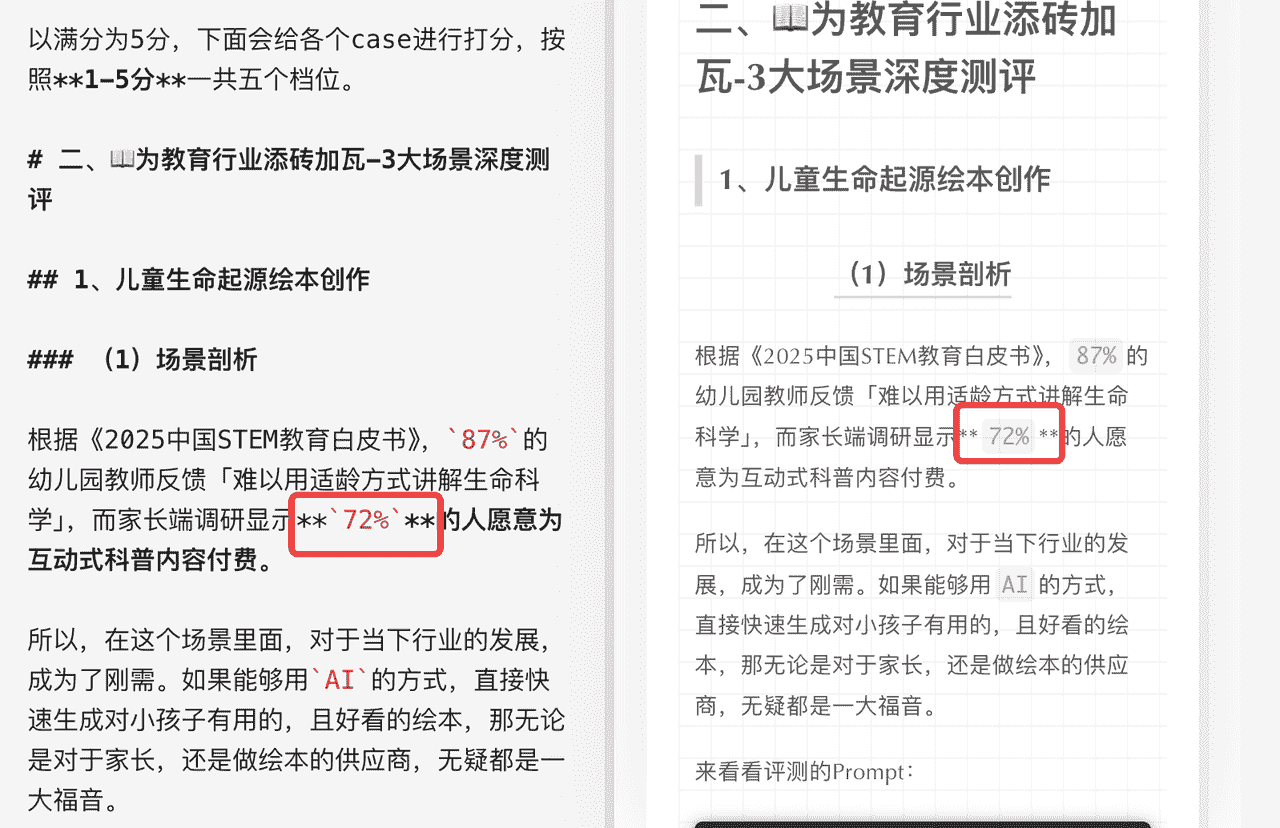 以满分为5分，下面会给各个case进行打分，按
照**1-5分**一共五个档位。
# 二、📖为教育行业添砖加瓦-3大场景深度测
评
## 1、儿童生命起源绘本创作
### （1）场景剖析
根据《2025中国STEM教育白皮书》，`87%`的
幼儿园教师反馈「难以用适龄方式讲解生命科
学」，而家长端调研显示**`72%`**的人愿意为
互动式科普内容付费。
所以，在这个场景里面，对于当下行业的发展，
成为了刚需。如果能够用`AI`的方式，直接快
速生成对小孩子有用的，且好看的绘本，那无论
是对于家长，还是做绘本的供应商，无疑都是一
大福音。
二、📖为教育行业添砖加
瓦-3大场景深度测评
1、儿童生命起源绘本创作
（1）场景剖析
根据《2025中国STEM教育白皮书》，87%的
幼儿园教师反馈「难以用适龄方式讲解生命
科学」，而家长端调研显示** 72% **的人愿
意为互动式科普内容付费。
所以，在这个场景里面，对于当下行业的发
展，成为了刚需。如果能够用 AI 的方式，
直接快速生成对小孩子有用的，且好看的绘
本，那无论是对于家长，还是做绘本的供应
商，无疑都是一大福音。
来看看评测的Prompt：